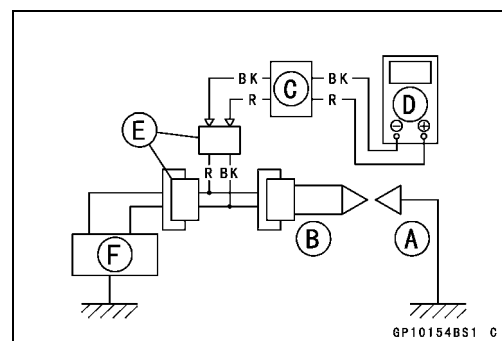 BK C BK
R R D
⊖ ⊕
E
R BK
B A
F
GP10154BS1 C